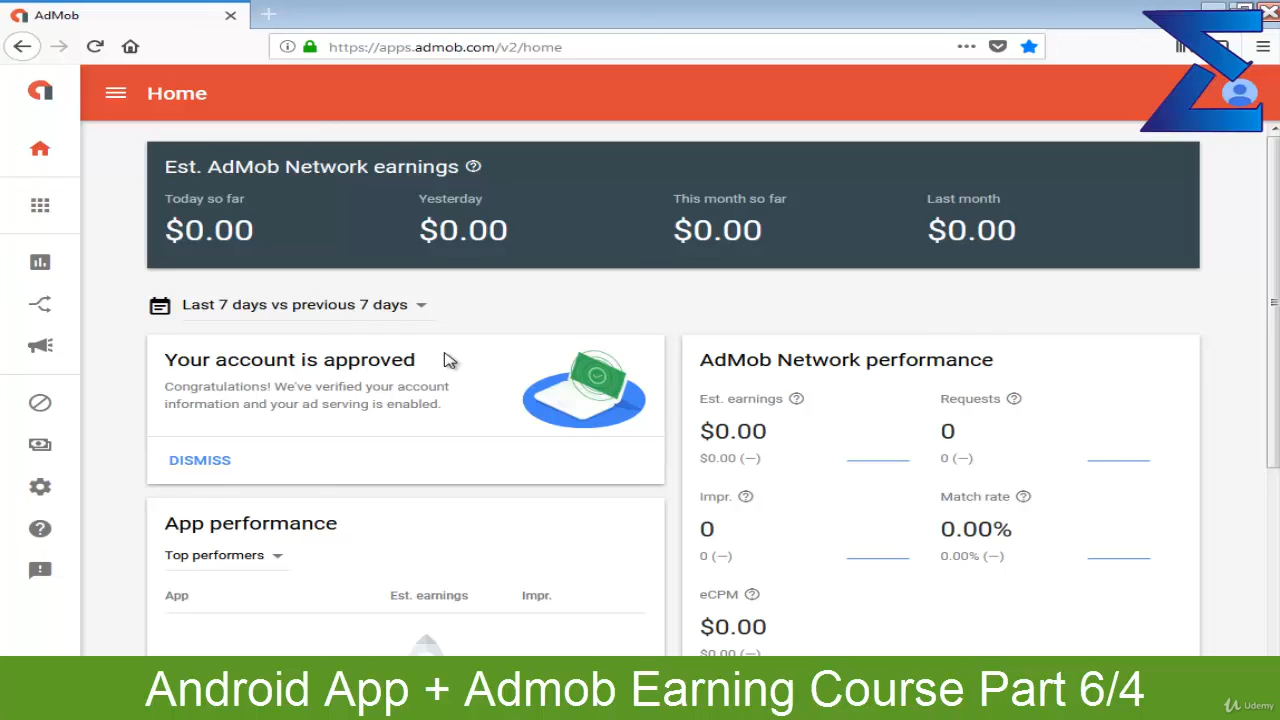 AdMob
https://apps.admob.com/v2/home
Home
Est. AdMob Network earnings
Today so far
Yesterday
This month so far
Last month
$0.00
$0.00
$0.00
$0.00
Last 7 days vs previous 7 days
Your account is approved
Congratulations! We've verified your account
information and your ad serving is enabled.
DISMISS
App performance
Top performers
App
Est. earnings
Impr.
AdMob Network performance
Est. earnings
Requests
$0.00
0
$0.00 (—)
0 (—)
Impr.
Match rate
0
0.00%
0 (—)
0.00% (—)
eCPM
$0.00
$0.00 (—)
Android App + Admob Earning Course Part 6/4
Udemy